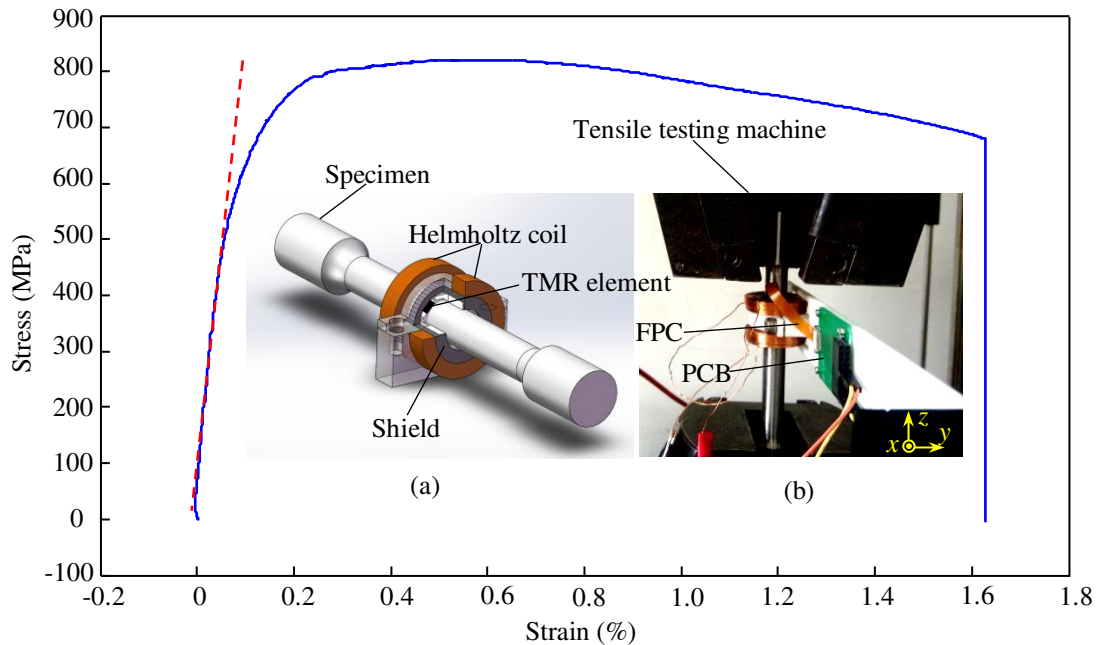 900
800
700
600
500
400
300
200
100
0
-100
Stress (MPa)
Tensile testing machine
Specimen
Helmholtz coil
TMR element
Shield
(a)
FPC
PCB
z
x
y
(b)
-0.2 0 0.2 0.4 0.6 0.8 1.0 1.2 1.4 1.6 1.8
Strain (%)